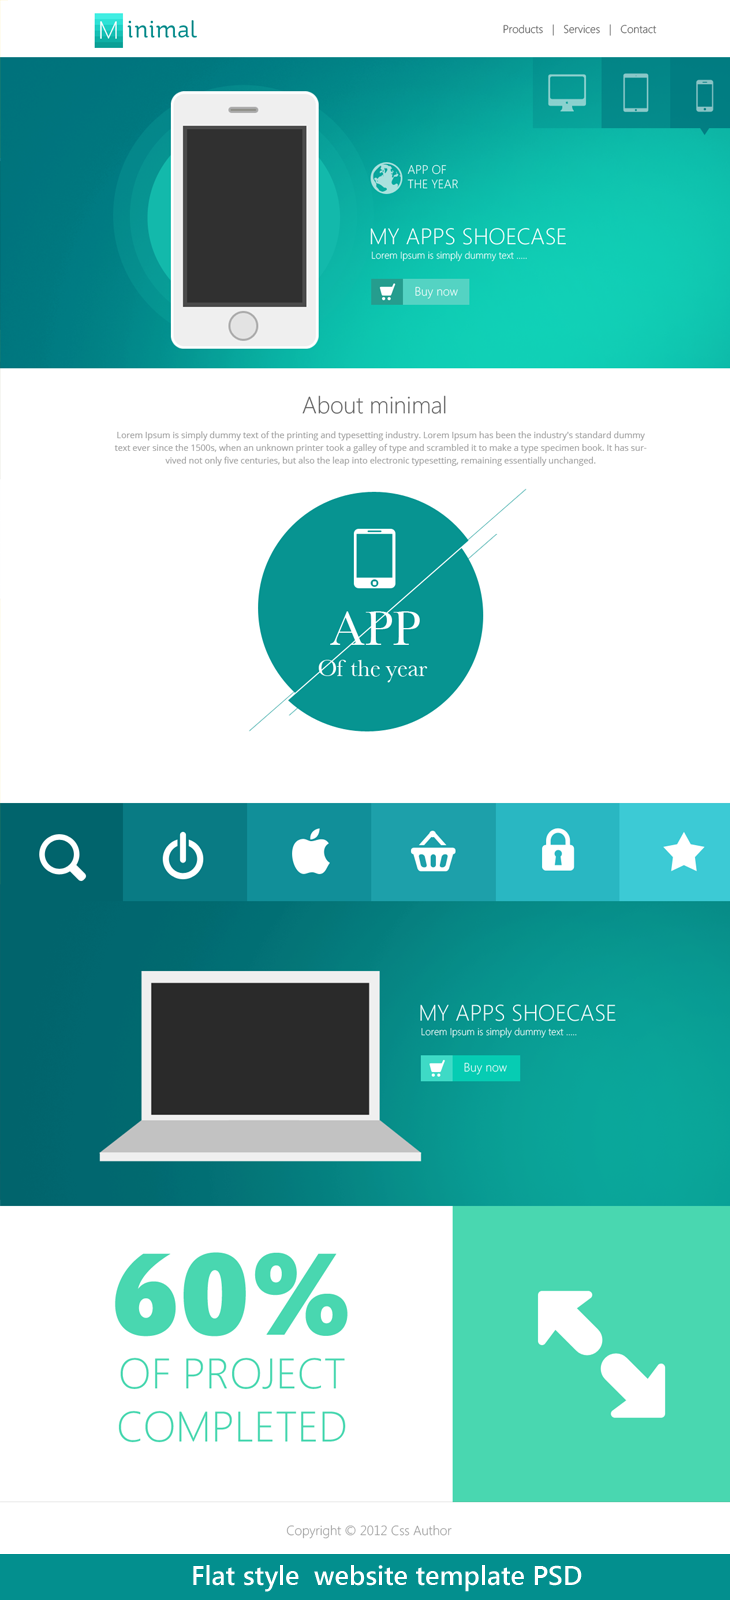 Minimal
Products | Services | Contact
APP OF
THE YEAR
MY APPS SHOECASE
Lorem Ipsum is simply dummy text .....
Buy now
About minimal
Lorem Ipsum is simply dummy text of the printing and typesetting industry. Lorem Ipsum has been the industry's standard dummy
text ever since the 1500s, when an unknown printer took a galley of type and scrambled it to make a type specimen book. It has sur-
vived not only five centuries, but also the leap into electronic typesetting, remaining essentially unchanged.
APP
Of the year
MY APPS SHOECASE
Lorem Ipsum is simply dummy text .....
Buy now
60%
OF PROJECT
COMPLETED
Copyright © 2012 Css Author
Flat style website template PSD